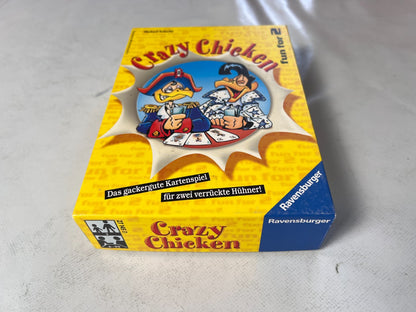 Crazy Chicken
fun for 2
Das gackergute Kartenspiel
für zwei verrückte Hühner!
Ravensburger
Ravensburger
Crazy
Chicken